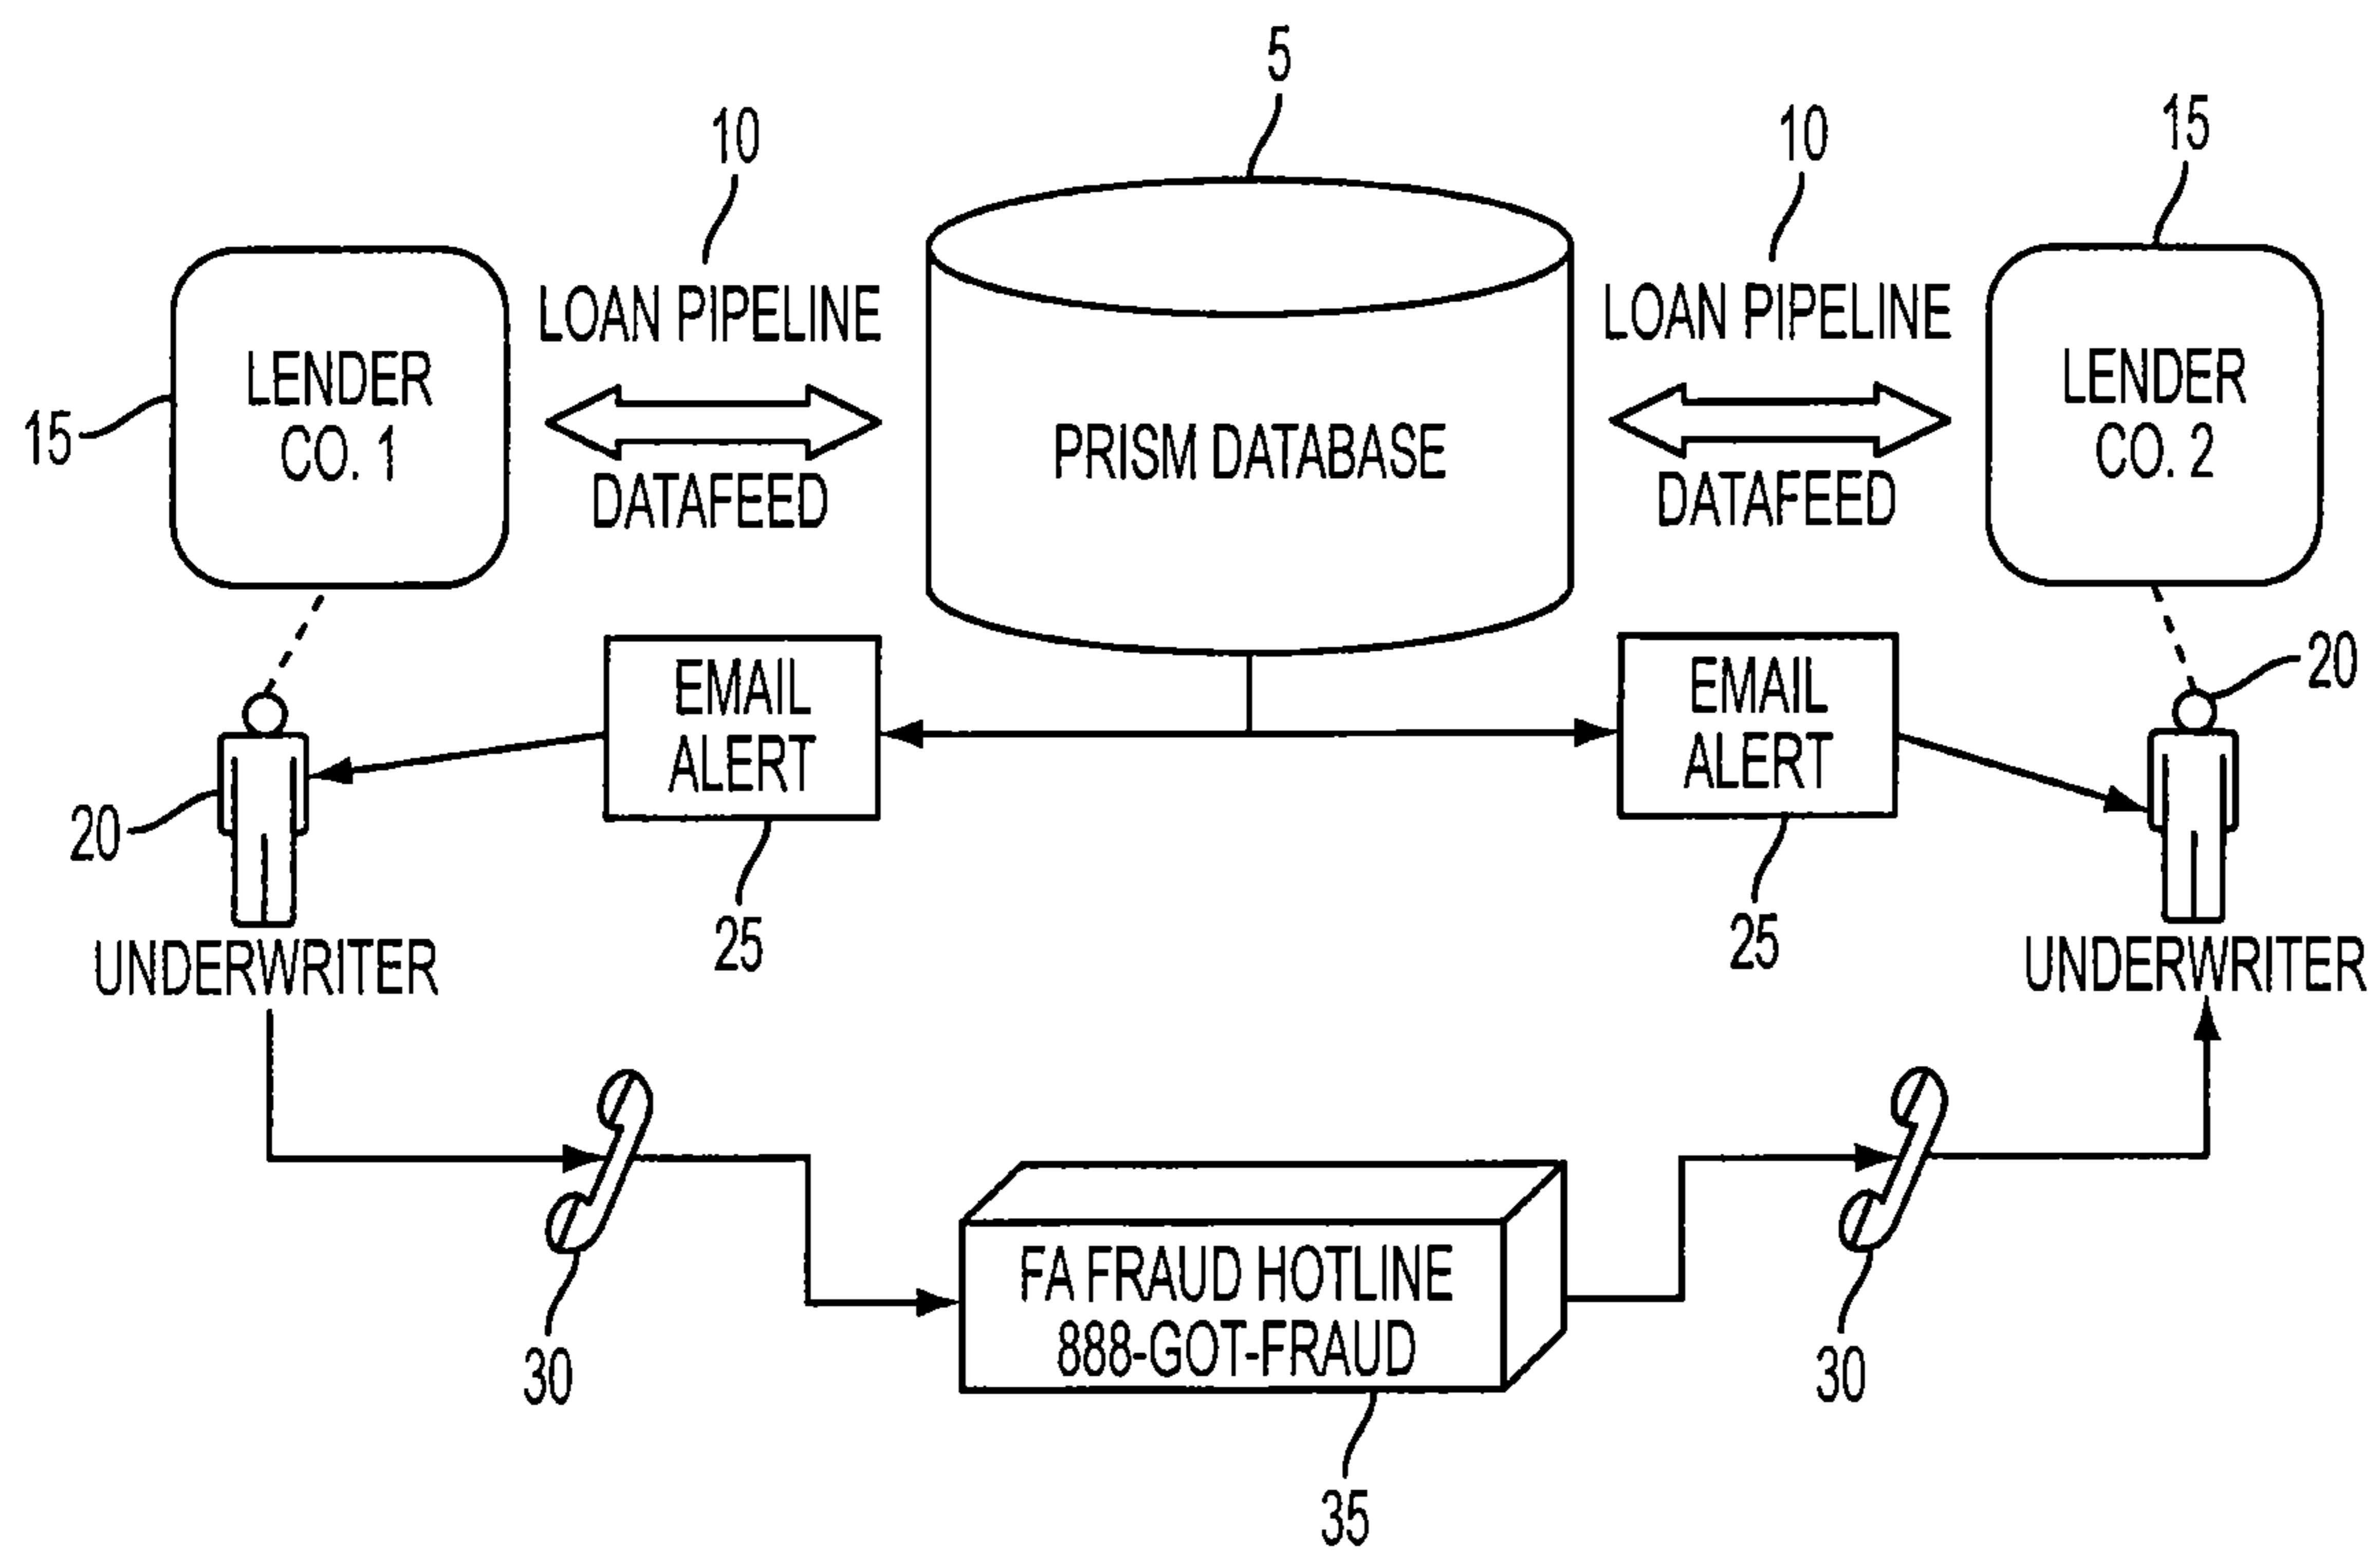 5
10
10
15
LOAN PIPELINE
LOAN PIPELINE
LENDER
CO. 1
15
PRISM DATABASE
LENDER
CO. 2
DATAFEED
DATAFEED
EMAIL
ALERT
EMAIL
ALERT
20
20
25
25
UNDERWRITER
UNDERWRITER
FA FRAUD HOTLINE
888-GOT-FRAUD
30
30
35